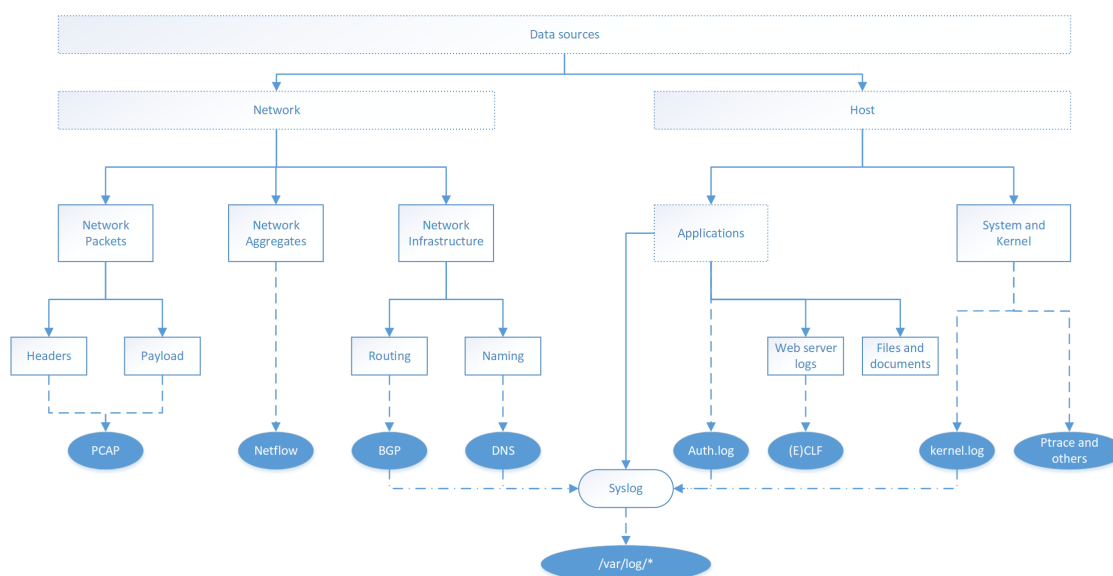 Data sources
Network
Host
Network
Packets
Network
Aggregates
Network
Infrastructure
Applications
System and
Kernel
Headers
Payload
Routing
Naming
Web server
logs
Files and
documents
PCAP
Netflow
BGP
DNS
Auth.log
(E)CLF
kernel.log
Ptrace and
others
Syslog
/var/log/*